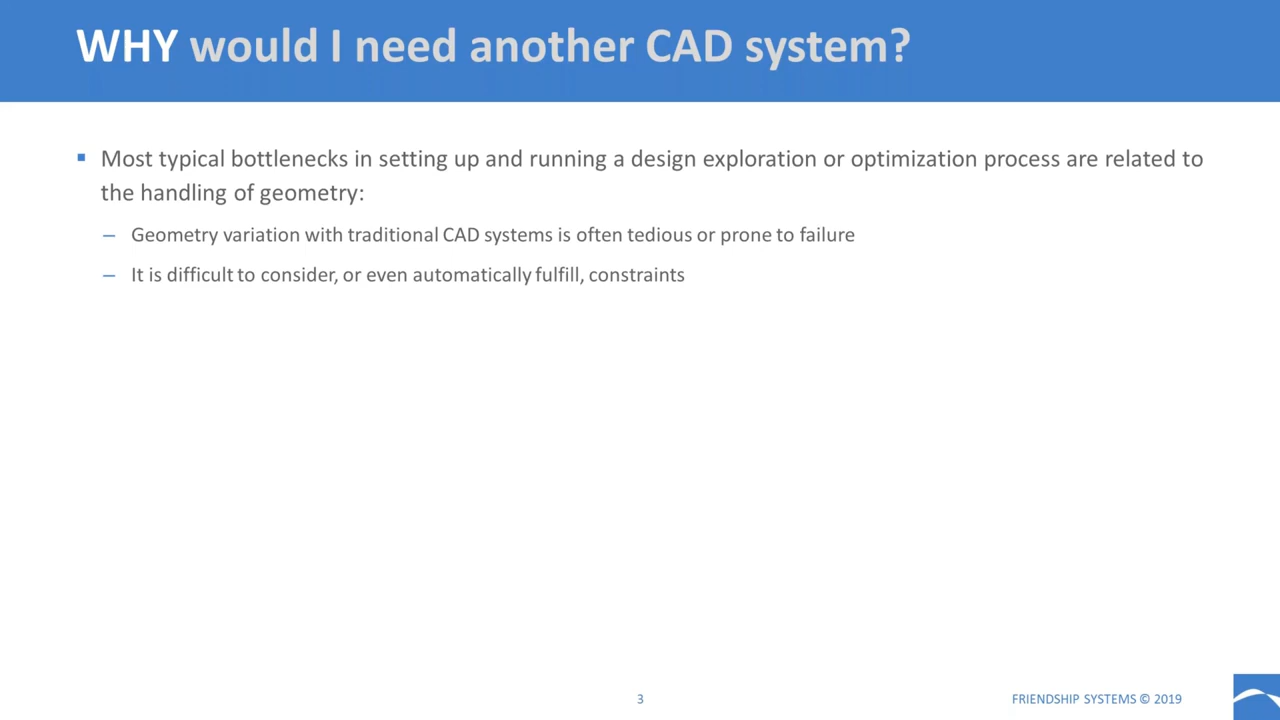 WHY would I need another CAD system?
▪ Most typical bottlenecks in setting up and running a design exploration or optimization process are related to
the handling of geometry:
– Geometry variation with traditional CAD systems is often tedious or prone to failure
– It is difficult to consider, or even automatically fulfill, constraints
3
FRIENDSHIP SYSTEMS © 2019